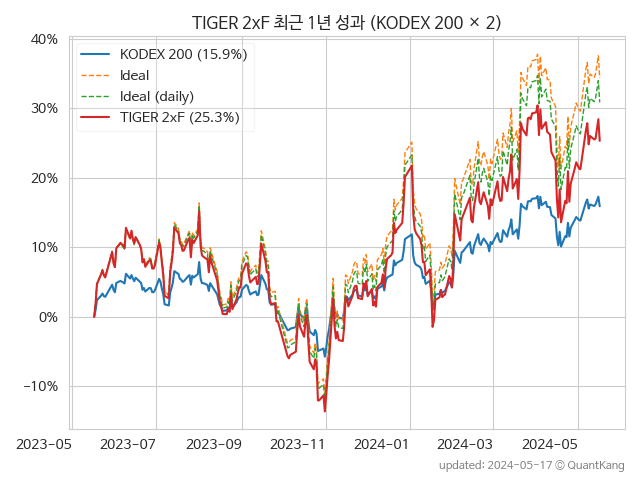 TIGER 2xF 최근 1년 성과 (KODEX 200 × 2)
KODEX 200 (15.9%)
Ideal
Ideal (daily)
TIGER 2xF (25.3%)
40%
30%
20%
10%
0%
−10%
2023-05 2023-07 2023-09 2023-11 2024-01 2024-03 2024-05
updated: 2024-05-17 © QuantKang